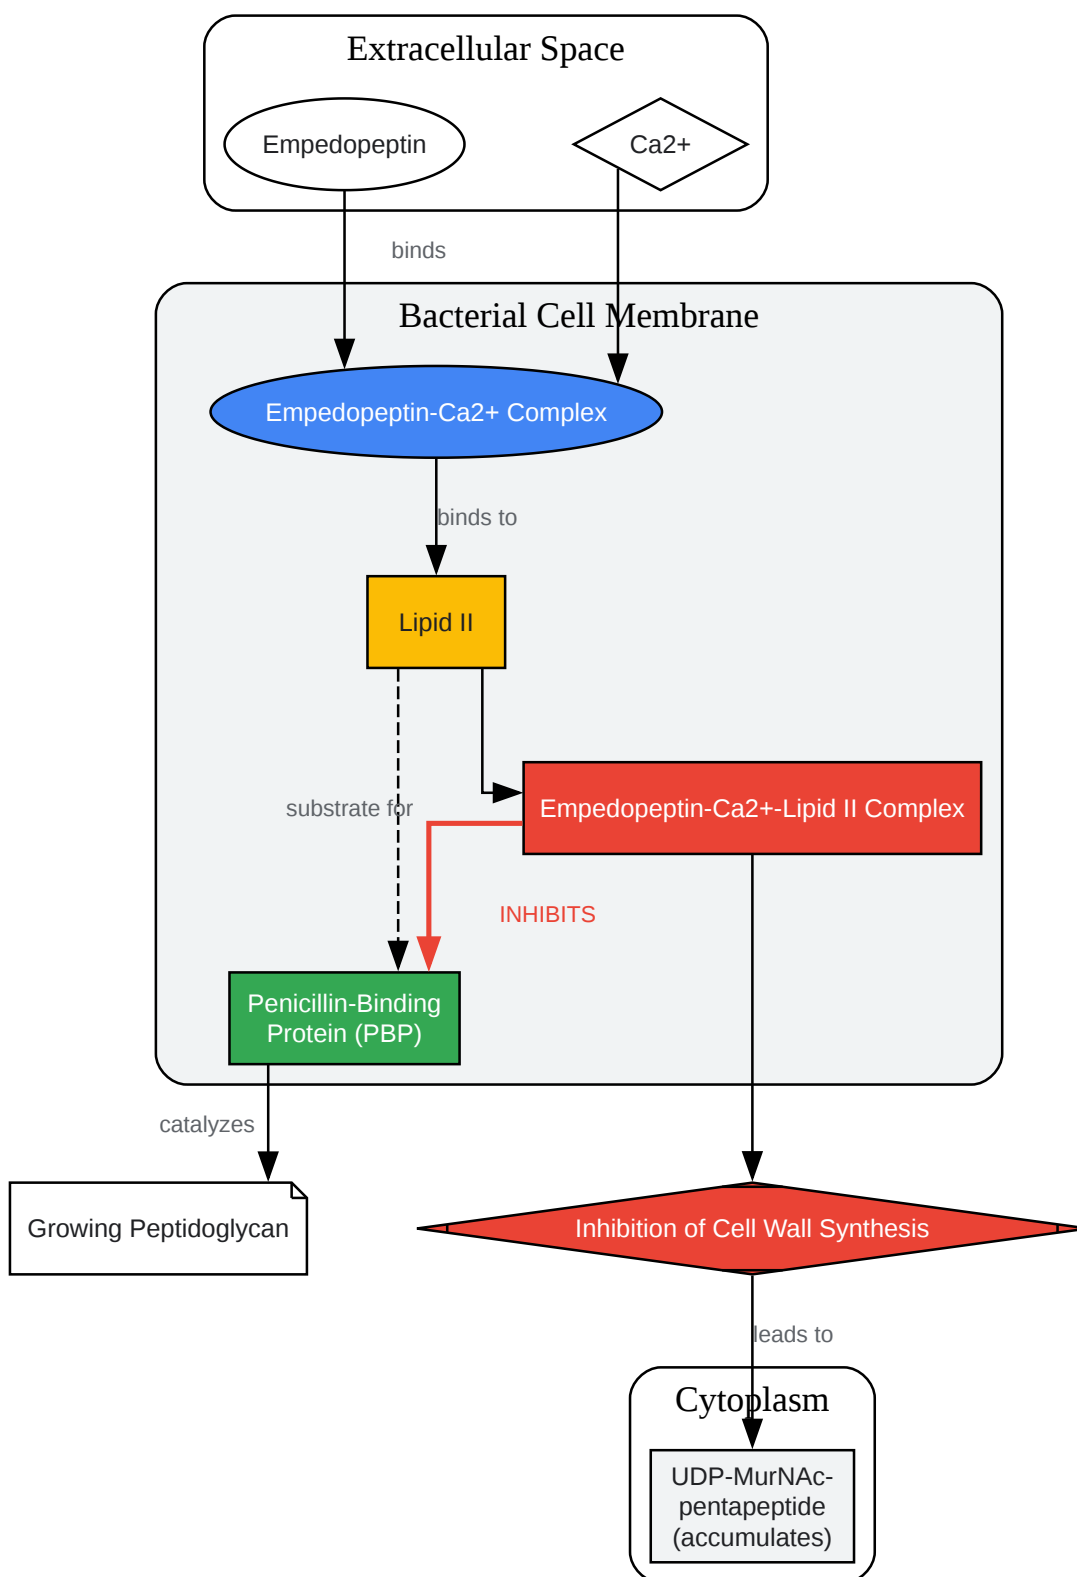 Extracellular Space
Empedopeptin
Ca2+
binds
Bacterial Cell Membrane
Empedopeptin-Ca2+ Complex
binds to
Lipid II
substrate for
Empedopeptin-Ca2+-Lipid II Complex
INHIBITS
Penicillin-Binding
Protein (PBP)
catalyzes
Growing Peptidoglycan
Inhibition of Cell Wall Synthesis
leads to
Cytoplasm
UDP-MurNAc-
pentapeptide
(accumulates)